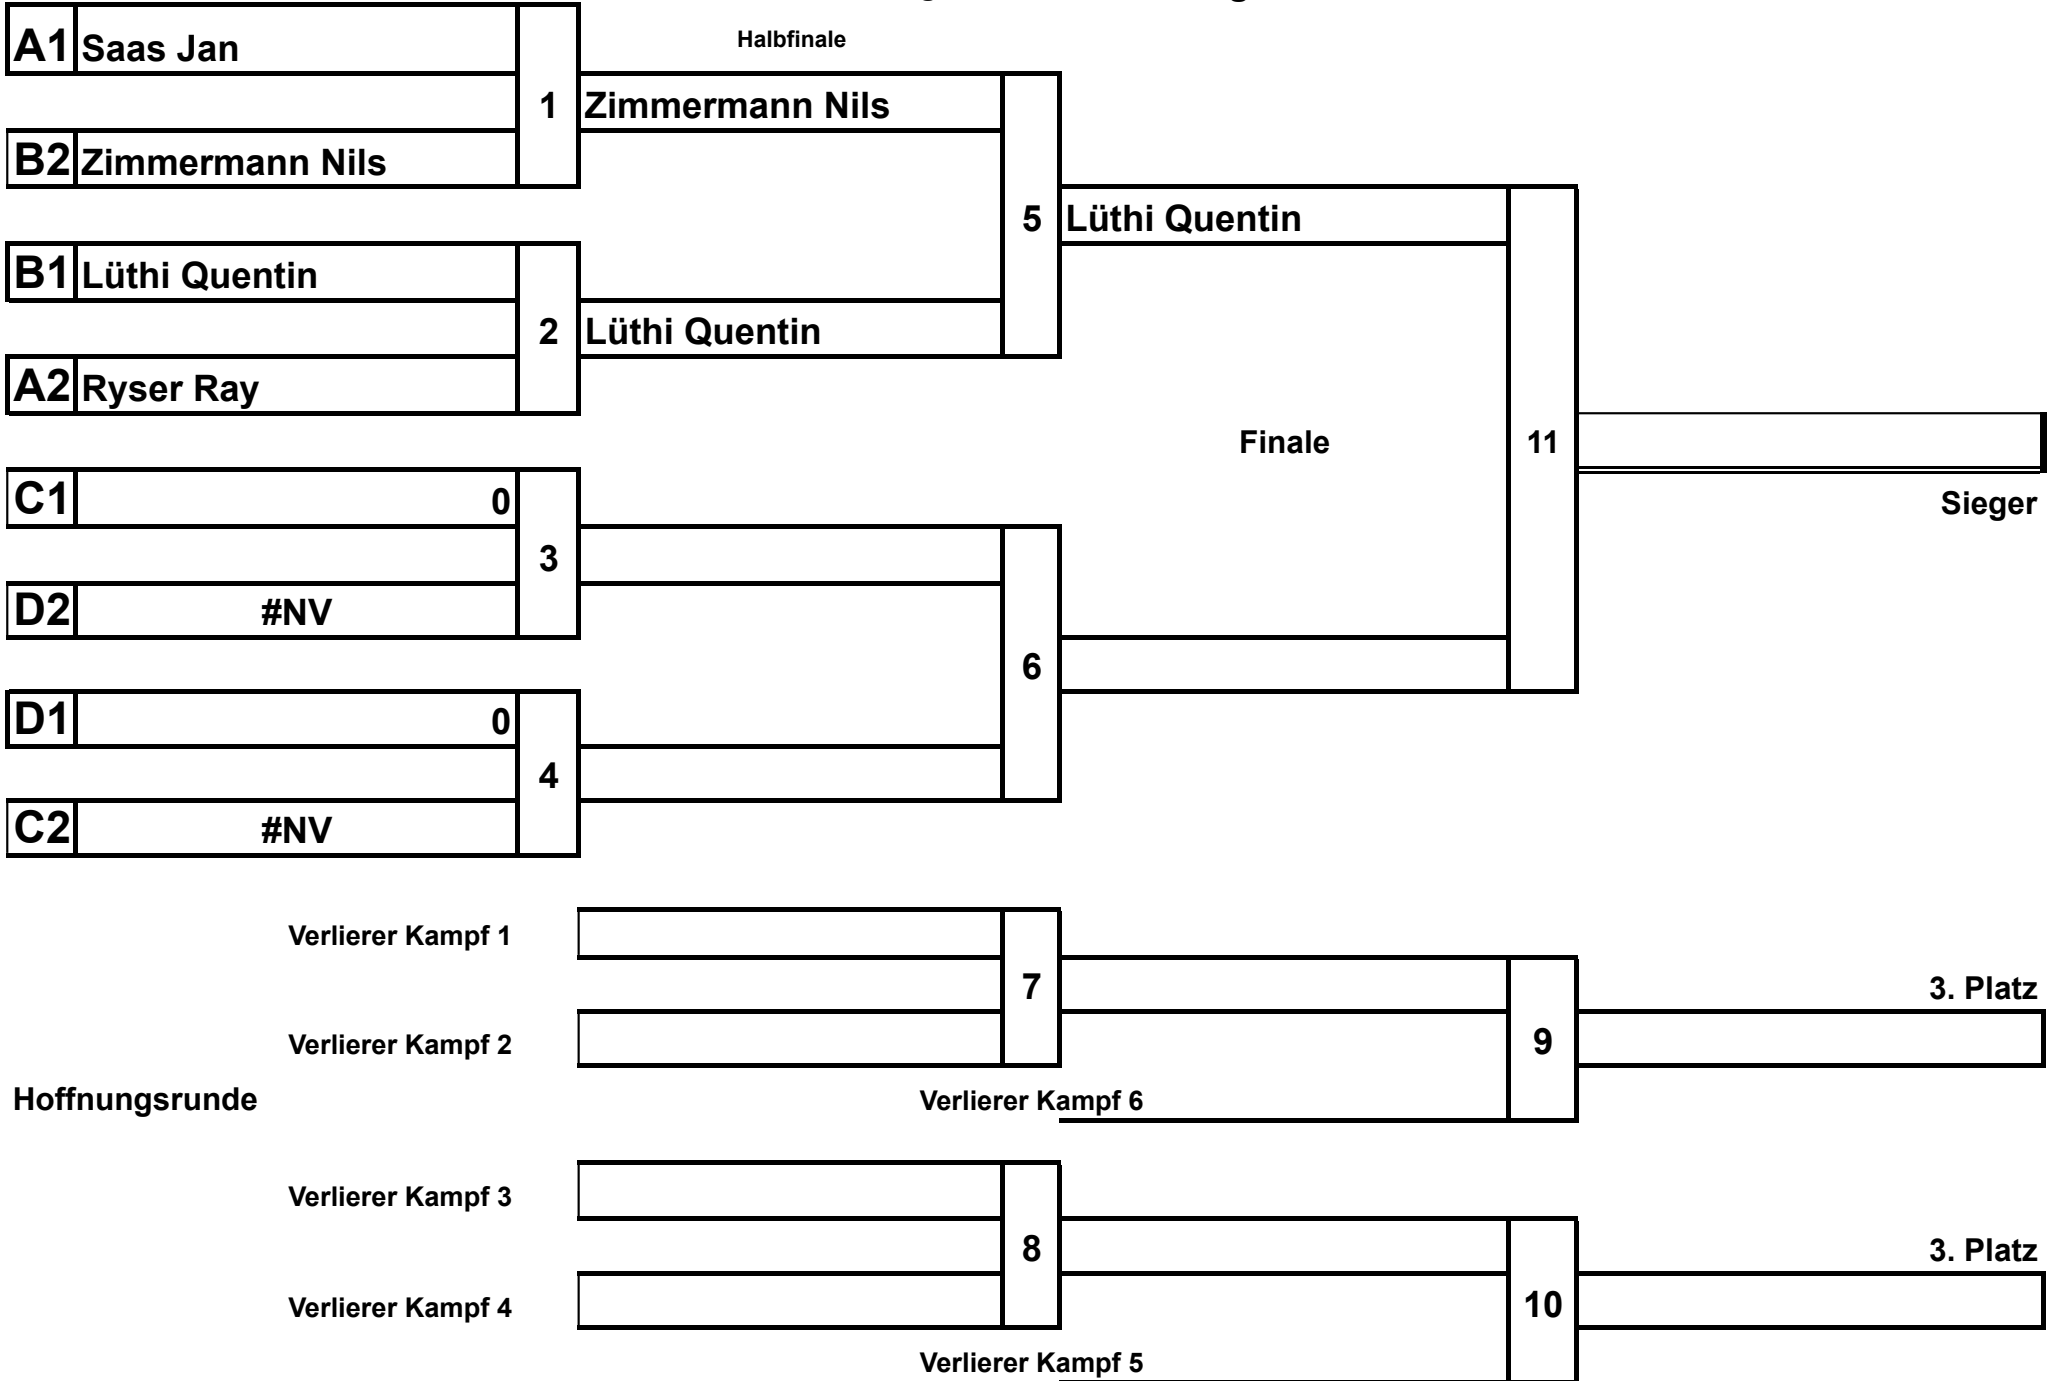 Halbfinale
A1 Saas Jan
1 Zimmermann Nils
B2 Zimmermann Nils
5 Lüthi Quentin
B1 Lüthi Quentin
2 Lüthi Quentin
A2 Ryser Ray
Finale 11
C1 0
Sieger
3
D2 #NV
6
D1 0
4
C2 #NV
Verlierer Kampf 1
7 3. Platz
Verlierer Kampf 2 9
Hoffnungsrunde Verlierer Kampf 6
Verlierer Kampf 3
8 3. Platz
Verlierer Kampf 4 10
Verlierer Kampf 5